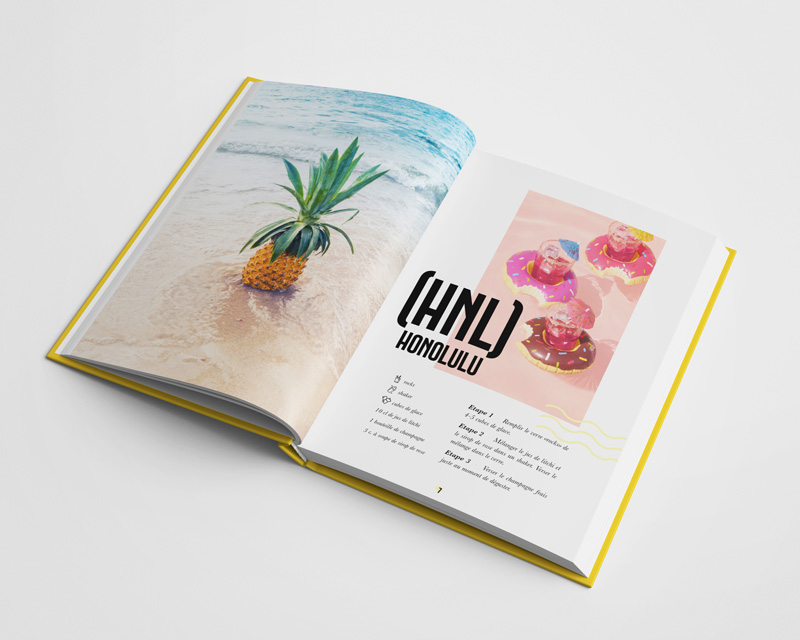 (HNL)
HONOLULU
rocks
shaker
cubes de glace
10 cl de jus de litchi
1 bouteille de champagne
3 c. à soupe de sirop de rose
Etape 1 Remplis le verre «rocks» de
4-5 cubes de glace.
Etape 2 Mélanger le jus de litchi et
le sirop de rose dans un shaker. Verser le
mélange dans le verre.
Etape 3 Verser le champagne frais
juste au moment de déguster.
7